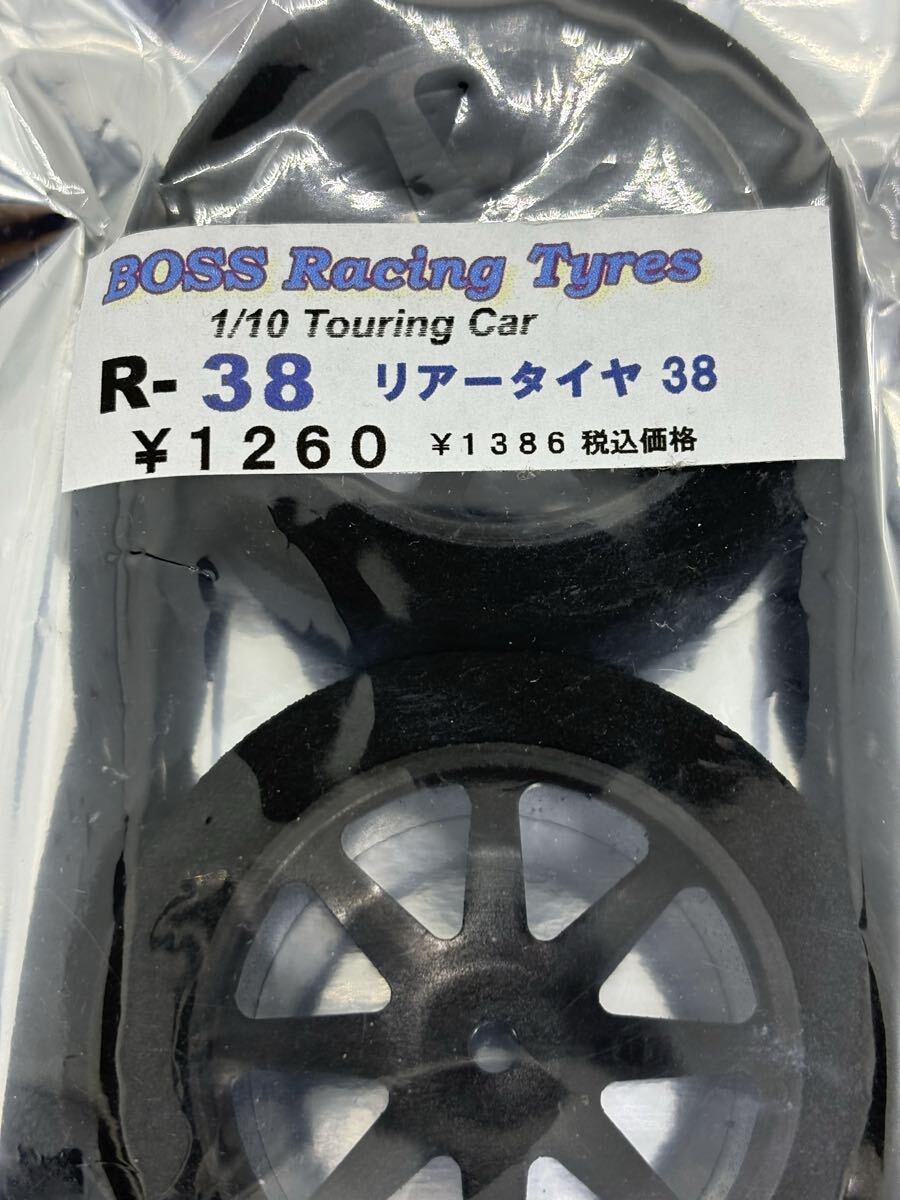 BOSS Racing Tyres
1/10 Touring Car
R-38 リアータイヤ 38
¥1260 ¥1386 税込価格